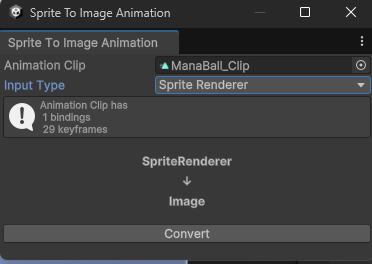 Sprite To Image Animation
Sprite To Image Animation
Animation Clip ManaBall_Clip
Input Type Sprite Renderer
Animation Clip has
1 bindings
29 keyframes
SpriteRenderer
↓
Image
Convert